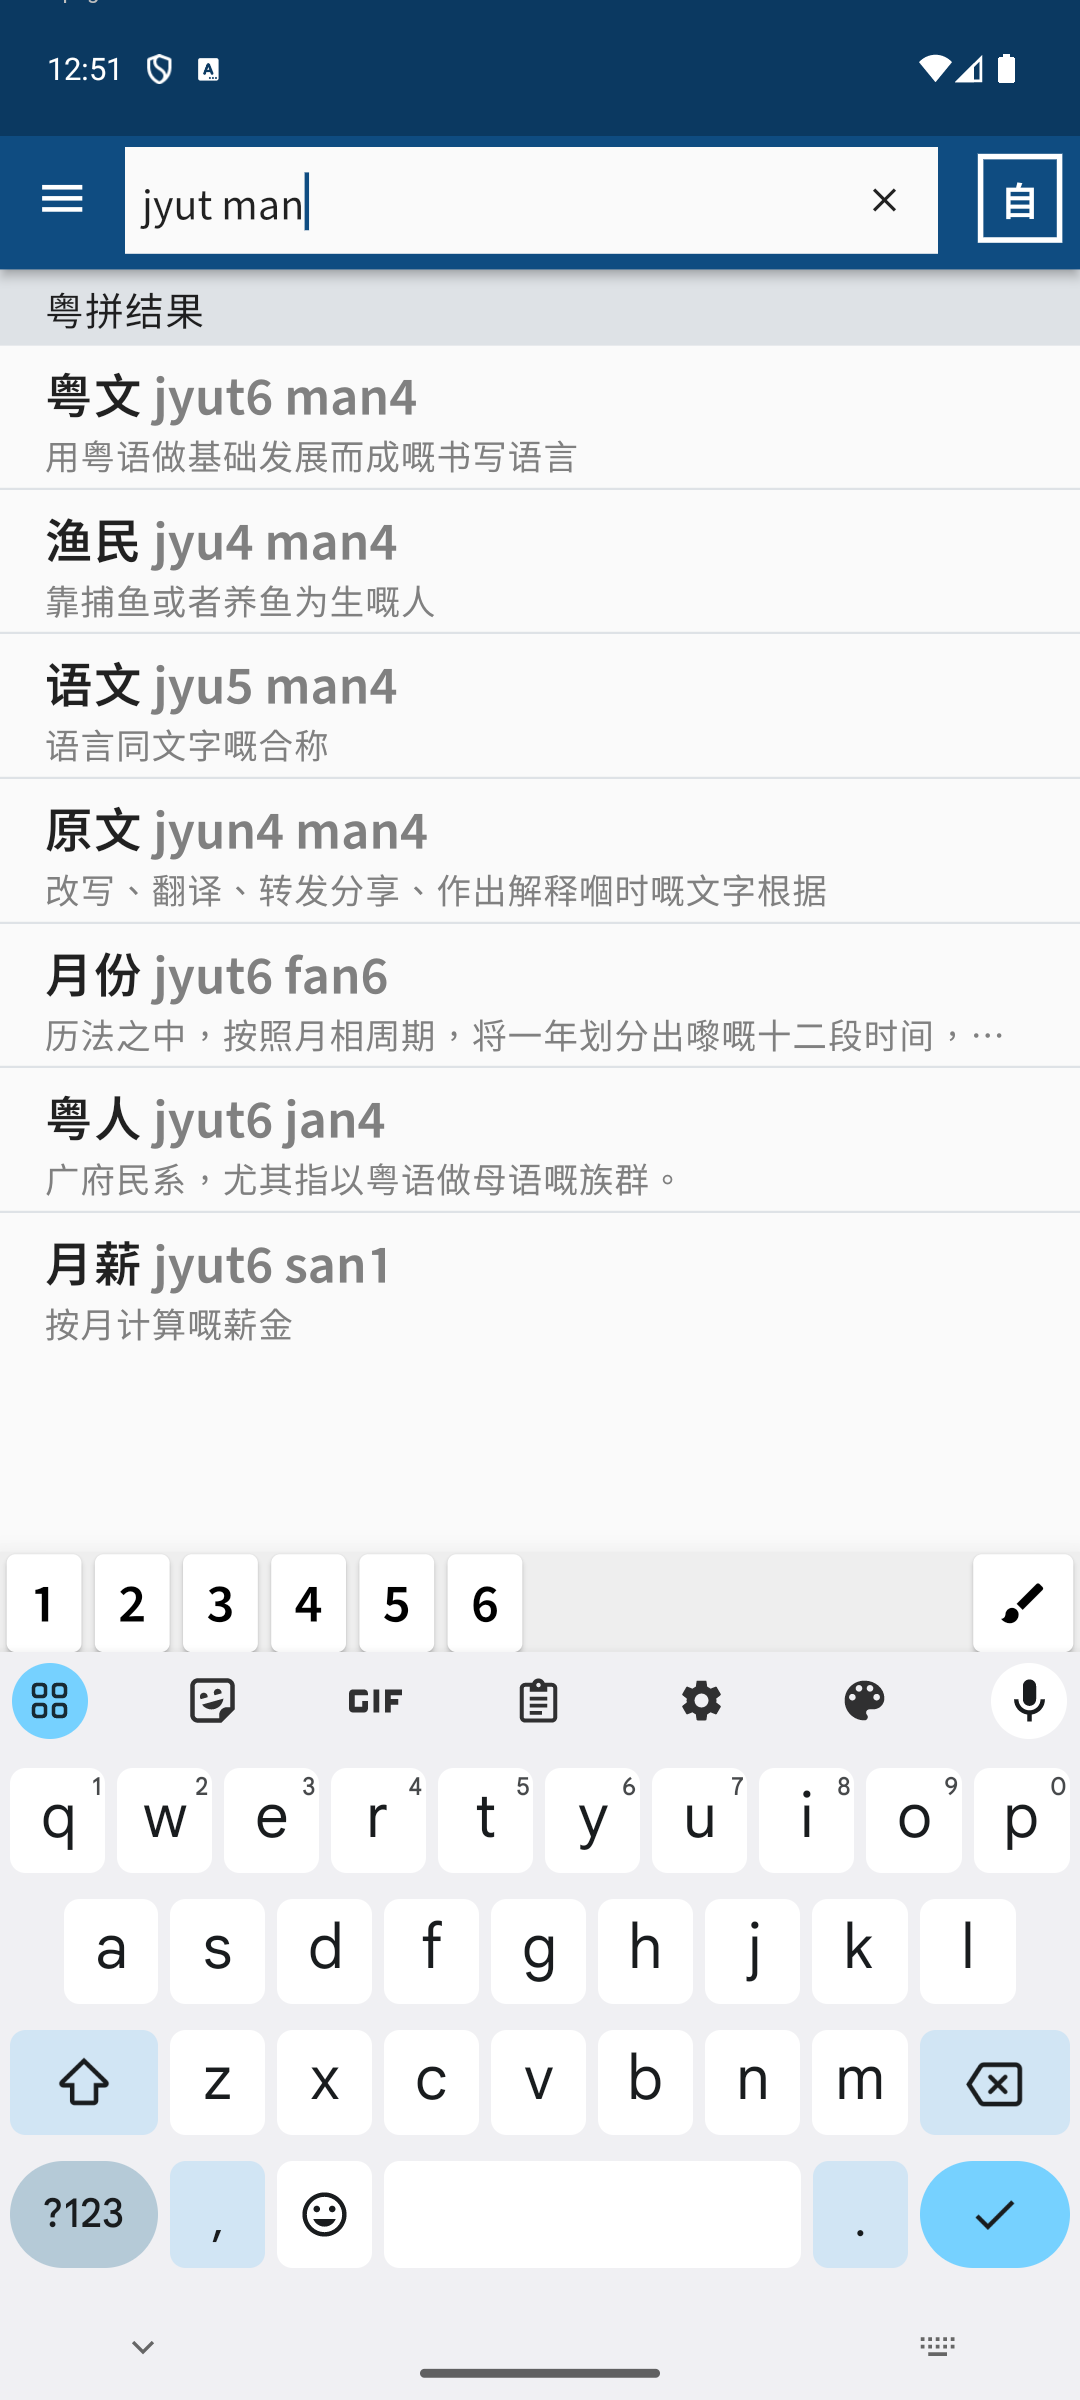 12:51
jyut man
自
粤拼结果
粤文 jyut6 man4
用粤语做基础发展而成嘅书写语言
渔民 jyu4 man4
靠捕鱼或者养鱼为生嘅人
语文 jyu5 man4
语言同文字嘅合称
原文 jyun4 man4
改写、翻译、转发分享、作出解释嗰时嘅文字根据
月份 jyut6 fan6
历法之中，按照月相周期，将一年划分出嚟嘅十二段时间，…
粤人 jyut6 jan4
广府民系，尤其指以粤语做母语嘅族群。
月薪 jyut6 san1
按月计算嘅薪金
1 2 3 4 5 6
GIF
q 1 w 2 e 3 r 4 t 5 y 6 u 7 i 8 o 9 p 0
a s d f g h j k l
z x c v b n m
?123 , .